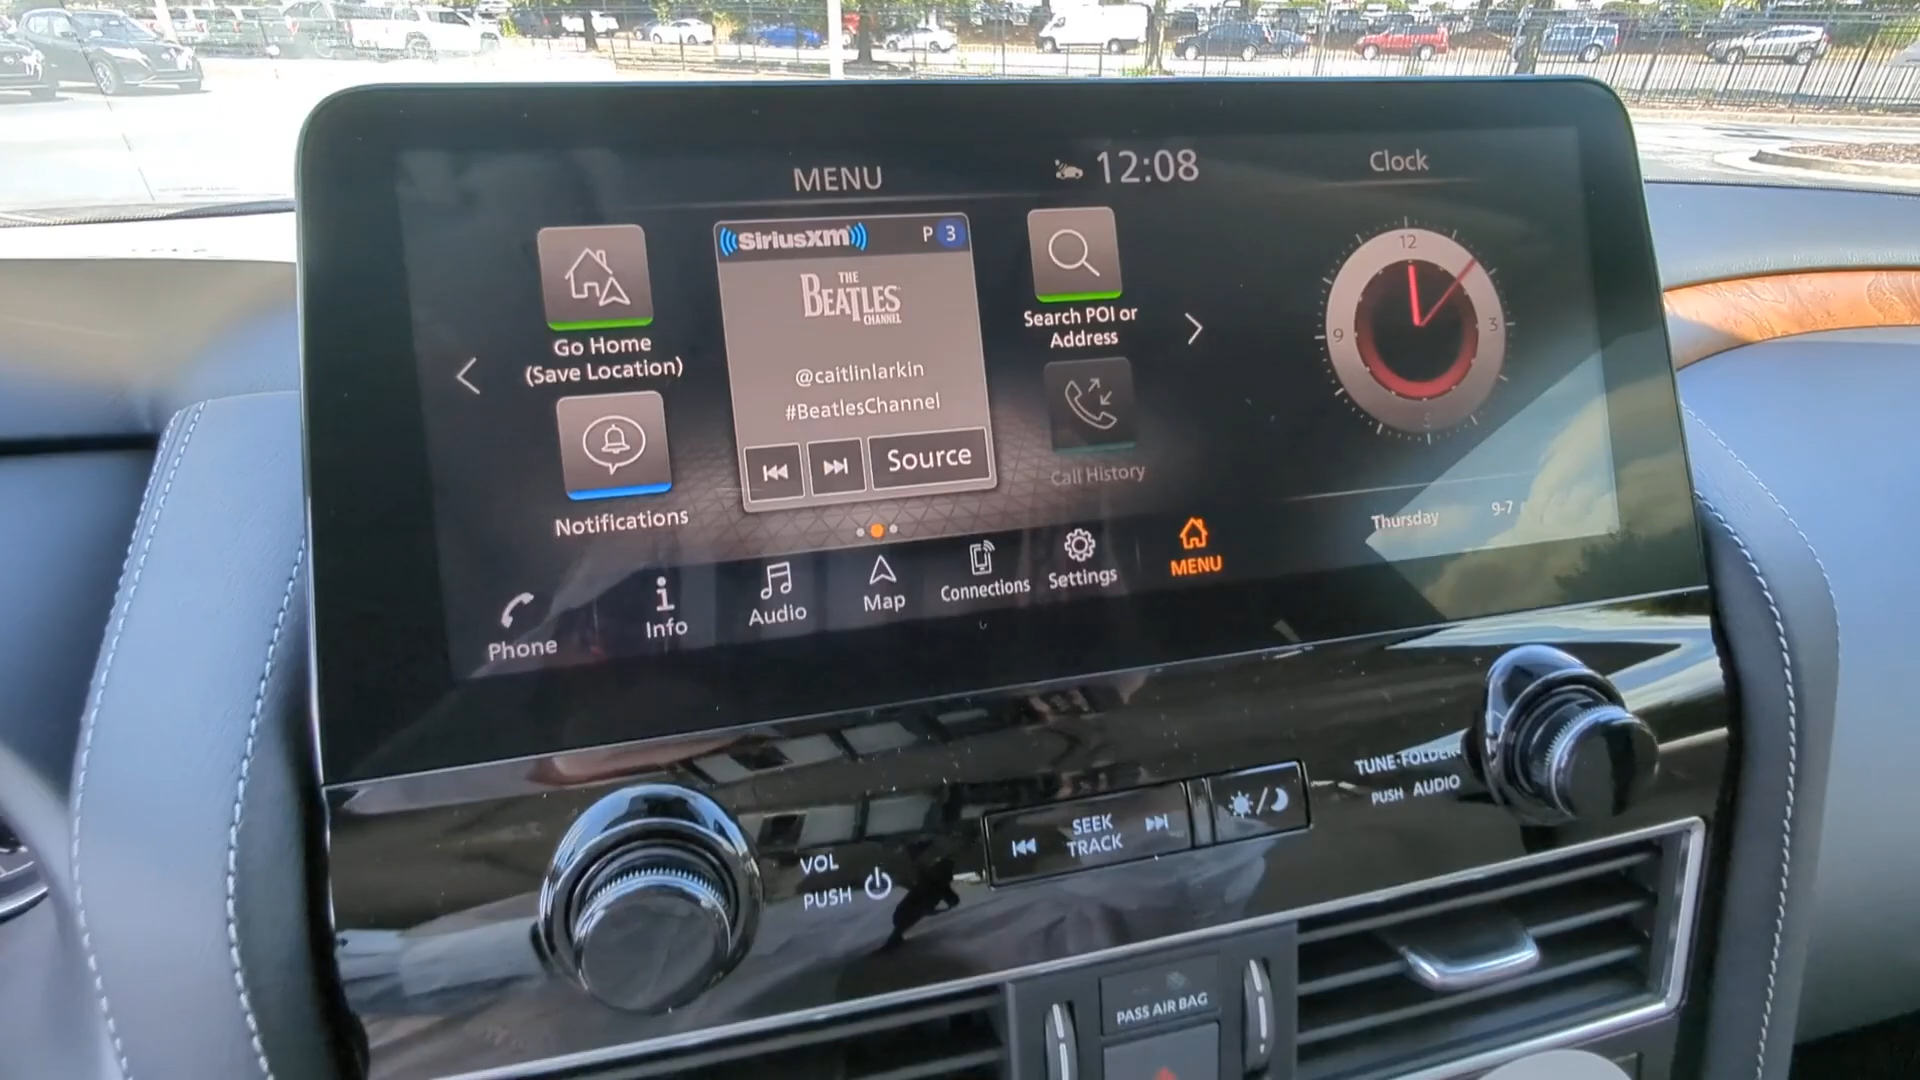 MENU
12:08
Clock
SiriusXM
P 3
THE
BEATLES
CHANNEL
@caitlinlarkin
#BeatlesChannel
Source
Go Home
(Save Location)
Notifications
Search POI or
Address
Call History
12
3
9
Thursday
9-7
Phone
Info
Audio
Map
Connections
Settings
MENU
VOL
PUSH
SEEK
TRACK
TUNE·FOLDER
PUSH AUDIO
PASS AIR BAG